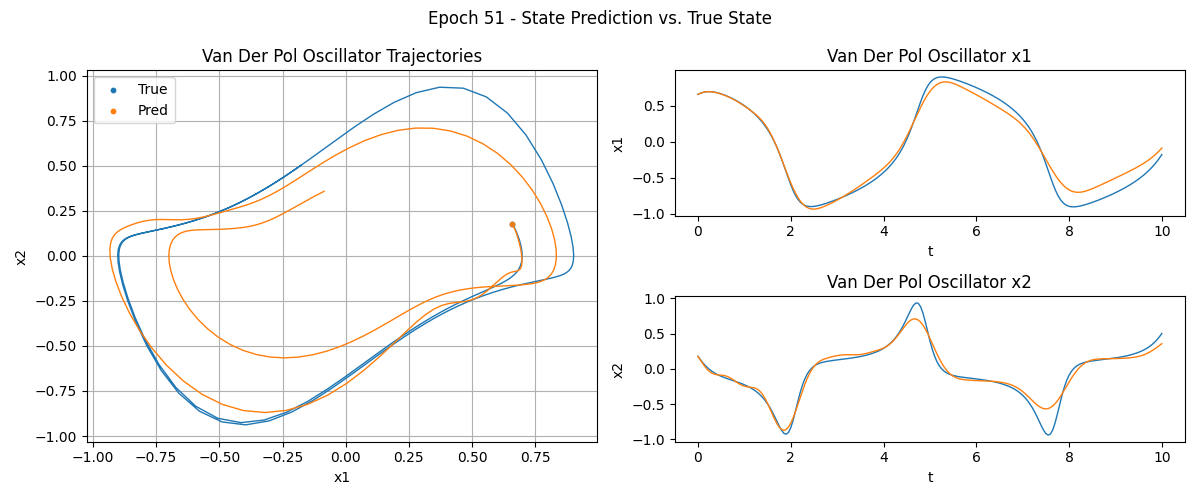 Epoch 51 - State Prediction vs. True State
Van Der Pol Oscillator Trajectories
True
Pred
1.00
0.75
0.50
0.25
0.00
−0.25
−0.50
−0.75
−1.00
x2
−1.00 −0.75 −0.50 −0.25 0.00 0.25 0.50 0.75
x1
Van Der Pol Oscillator x1
0.5
0.0
−0.5
−1.0
x1
0 2 4 6 8 10
t
Van Der Pol Oscillator x2
1.0
0.5
0.0
−0.5
−1.0
x2
0 2 4 6 8 10
t